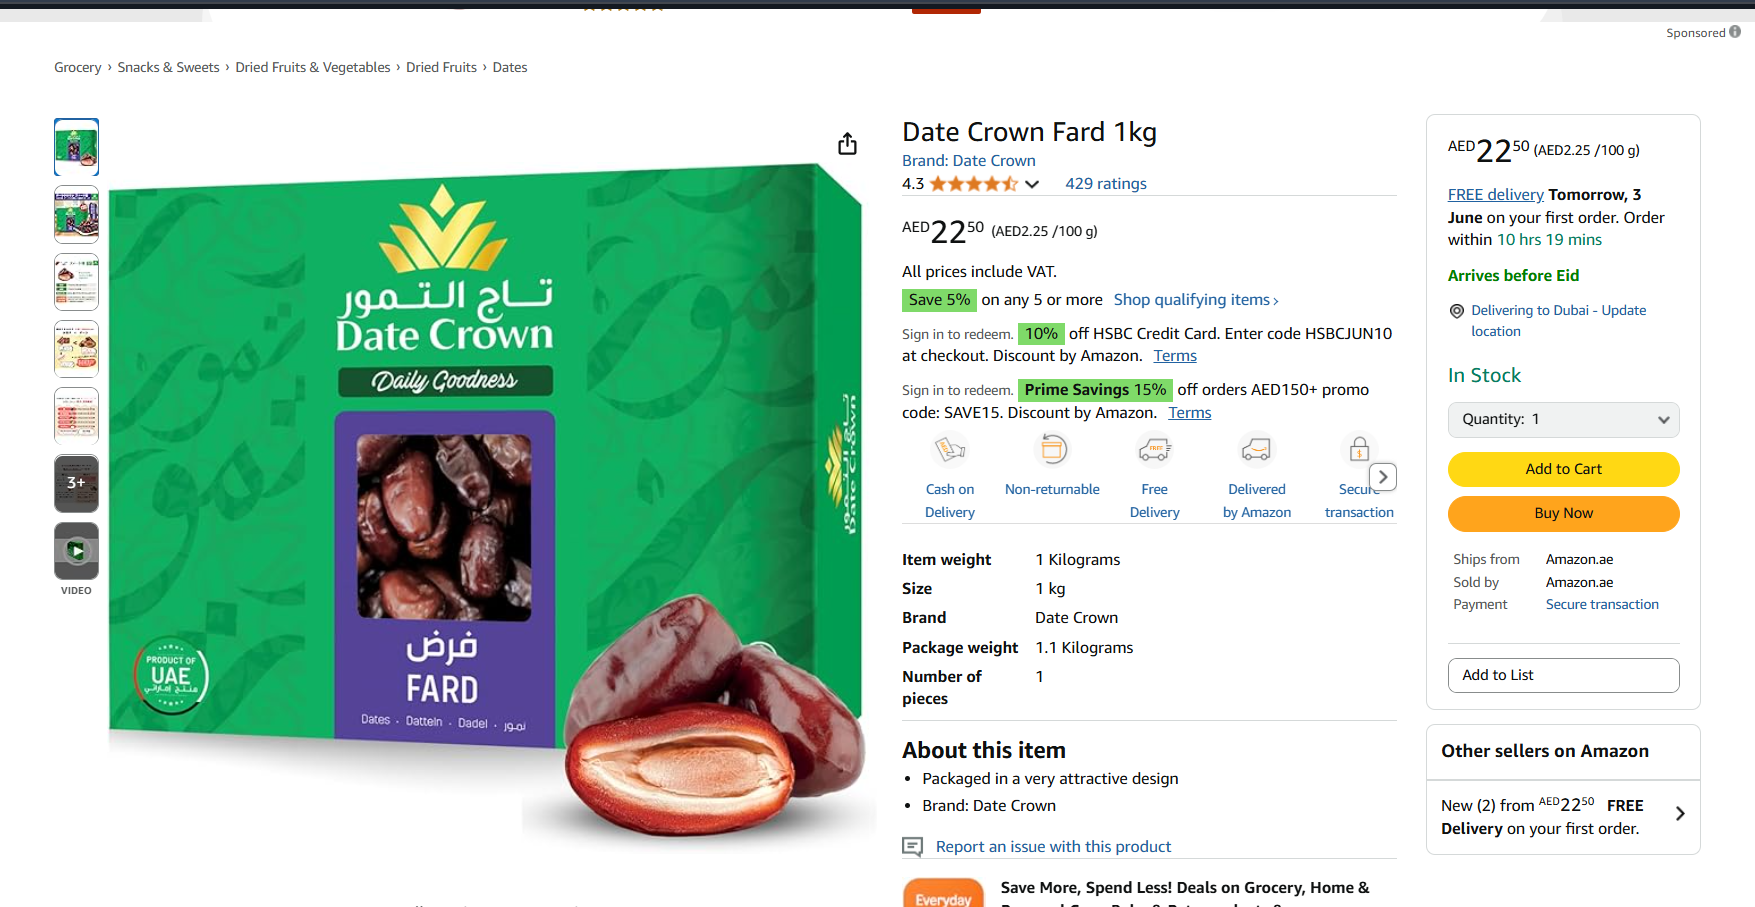 Sponsored
Grocery › Snacks & Sweets › Dried Fruits & Vegetables › Dried Fruits › Dates
3+
VIDEO
تاج التمور
Date Crown
Daily Goodness
فرض
FARD
Dates · Datteln · Dadel · تمور
PRODUCT OF
UAE
منتج إماراتي
تاج التمور
Date Crown
Date Crown Fard 1kg
Brand: Date Crown
4.3
429 ratings
AED2250 (AED2.25 /100 g)
All prices include VAT.
Save 5% on any 5 or more Shop qualifying items ›
Sign in to redeem. 10% off HSBC Credit Card. Enter code HSBCJUN10
at checkout. Discount by Amazon. Terms
Sign in to redeem. Prime Savings 15% off orders AED150+ promo
code: SAVE15. Discount by Amazon. Terms
FREE
Cash on
Delivery
Non-returnable
Free
Delivery
Delivered
by Amazon
Secure
transaction
Item weight 1 Kilograms
Size 1 kg
Brand Date Crown
Package weight 1.1 Kilograms
Number of
pieces 1
About this item
• Packaged in a very attractive design
• Brand: Date Crown
Report an issue with this product
Everyday
Save More, Spend Less! Deals on Grocery, Home &
AED2250 (AED2.25 /100 g)
FREE delivery Tomorrow, 3
June on your first order. Order
within 10 hrs 19 mins
Arrives before Eid
Delivering to Dubai - Update
location
In Stock
Quantity: 1
Add to Cart
Buy Now
Ships from Amazon.ae
Sold by Amazon.ae
Payment Secure transaction
Add to List
Other sellers on Amazon
New (2) from AED2250 FREE
Delivery on your first order.